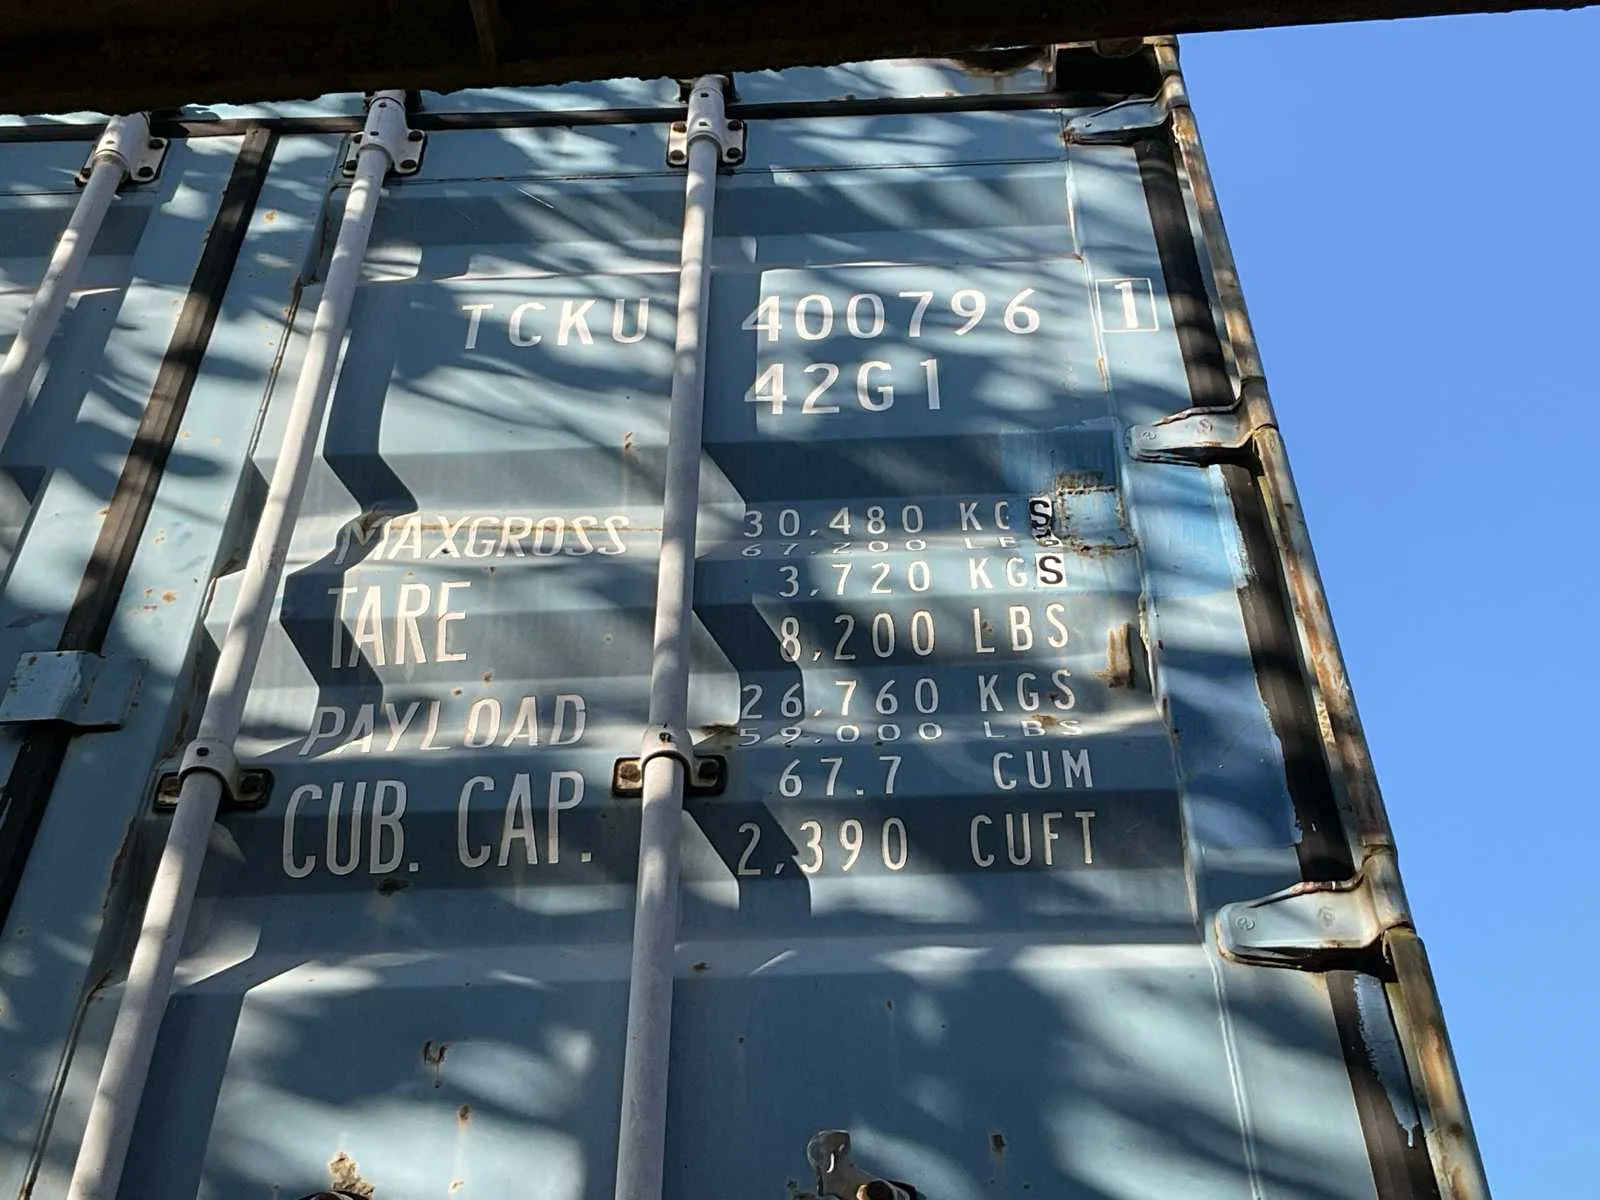 TCKU 400796 1
42G1
MAXGROSS 30,480 KGS
67,200 LBS
TARE 3,720 KGS
8,200 LBS
PAYLOAD 26,760 KGS
59,000 LBS
CUB. CAP. 67.7 CUM
2,390 CUFT